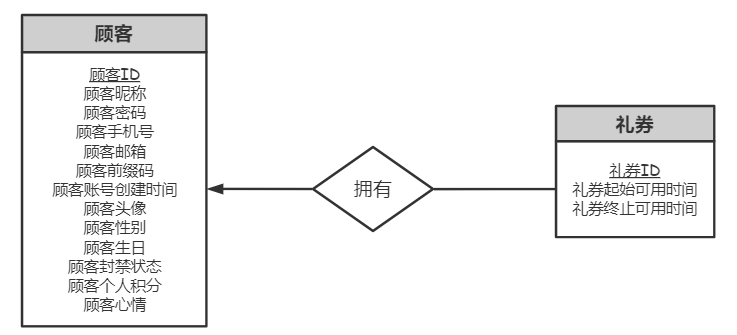 顾客
顾客ID
顾客昵称
顾客密码
顾客手机号
顾客邮箱
顾客前缀码
顾客账号创建时间
顾客头像
顾客性别
顾客生日
顾客封禁状态
顾客个人积分
顾客心情
拥有
礼券
礼券ID
礼券起始可用时间
礼券终止可用时间